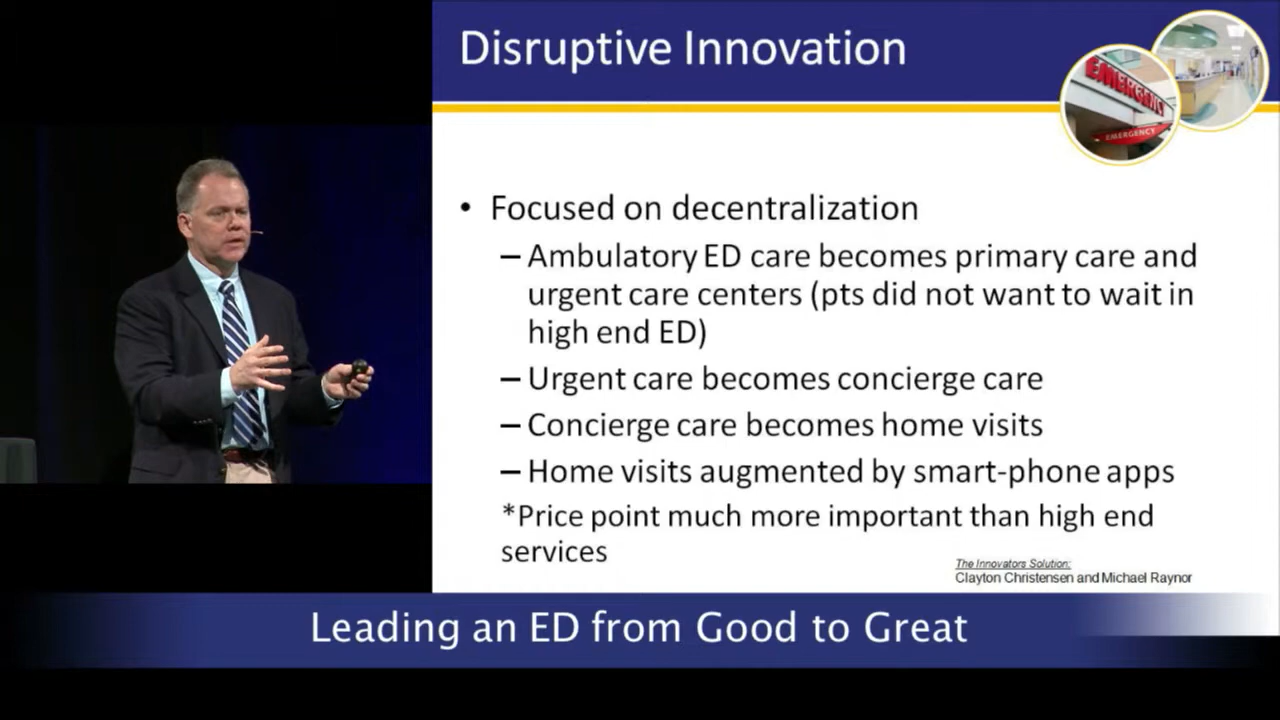 Disruptive Innovation
EMERGENCY
EMERGENCY
• Focused on decentralization
– Ambulatory ED care becomes primary care and
urgent care centers (pts did not want to wait in
high end ED)
– Urgent care becomes concierge care
– Concierge care becomes home visits
– Home visits augmented by smart-phone apps
*Price point much more important than high end
services
The Innovators Solution:
Clayton Christensen and Michael Raynor
Leading an ED from Good to Great